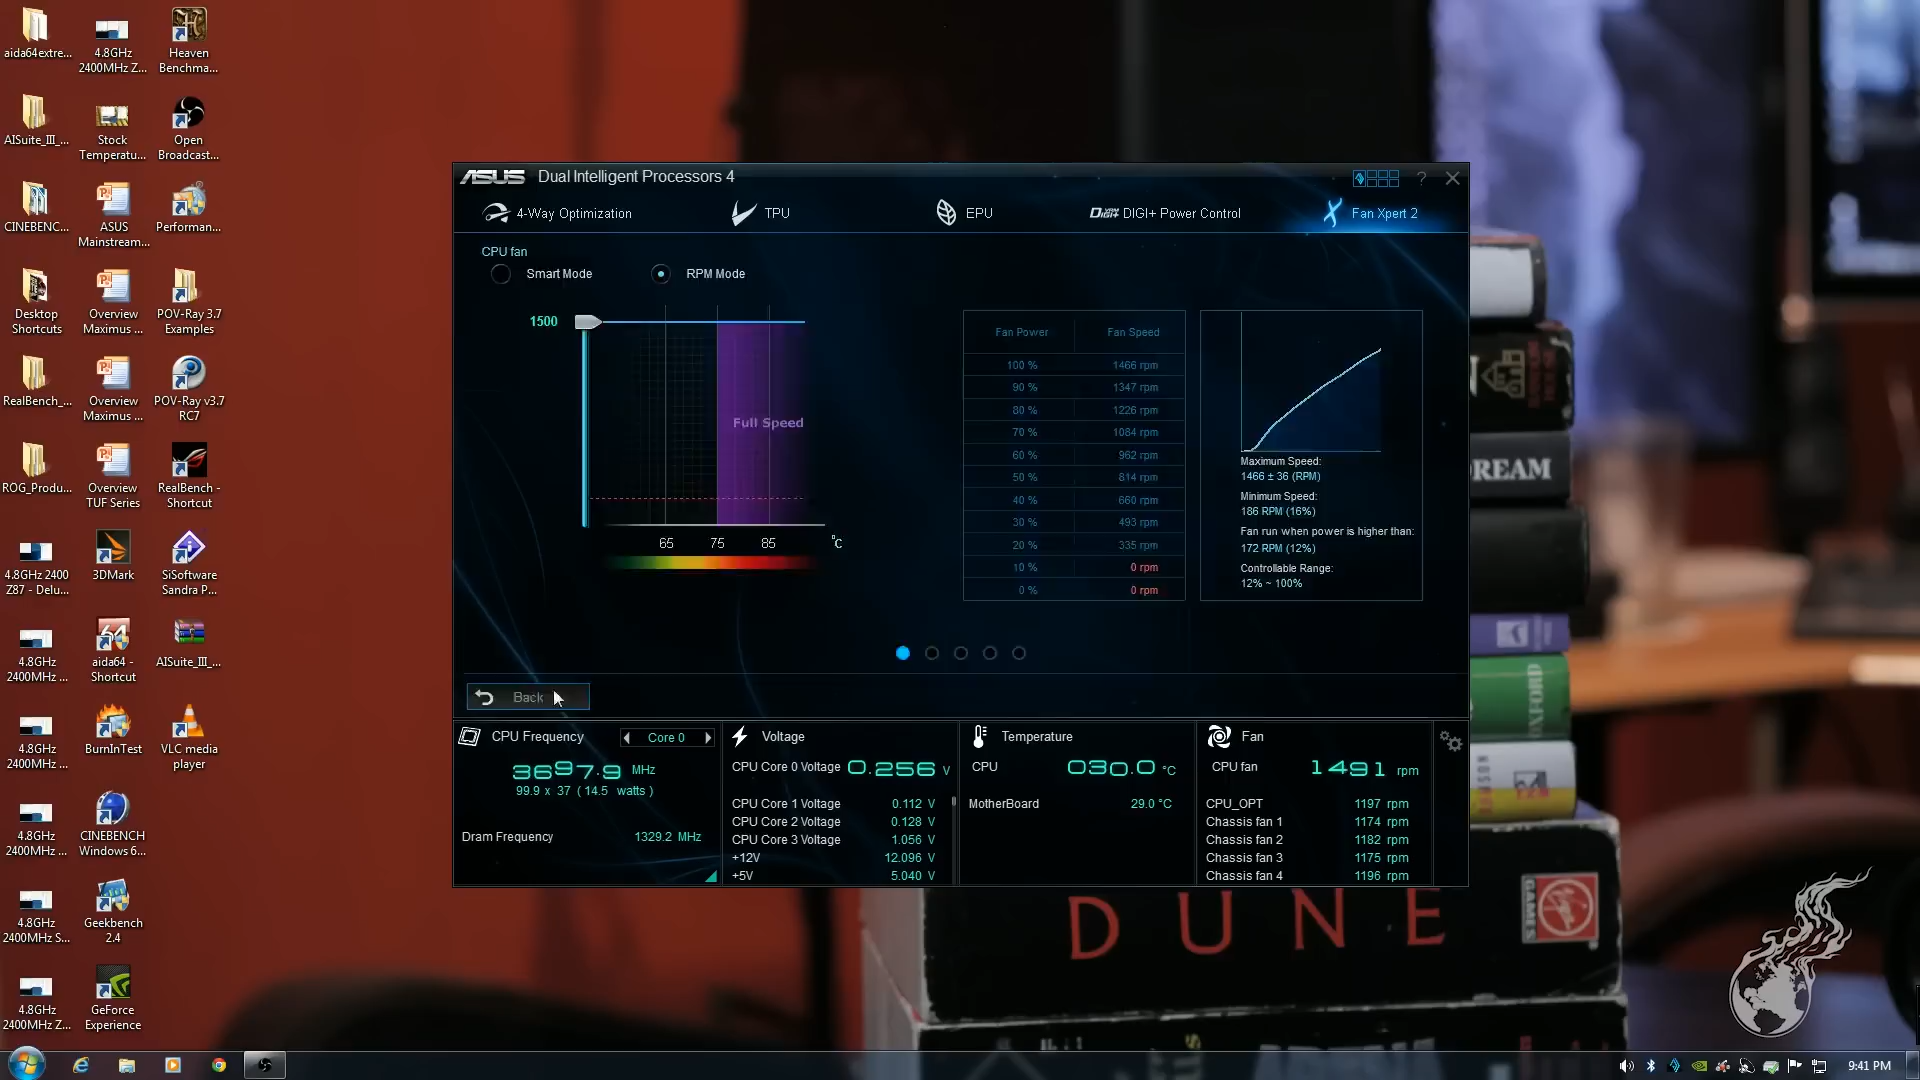 aida64extre...
4.8GHz
2400MHz Z...
Heaven
Benchma...
AISuite_III_...
Stock
Temperatu...
Open
Broadcast...
CINEBENC...
ASUS
Mainstream...
Performan...
Desktop
Shortcuts
Overview
Maximus ...
POV-Ray 3.7
Examples
RealBench_...
Overview
Maximus ...
POV-Ray v3.7
RC7
ROG_Produ...
Overview
TUF Series
RealBench -
Shortcut
4.8GHz 2400
Z87 - Delu...
3DMark
SiSoftware
Sandra P...
4.8GHz
2400MHz ...
64
aida64 -
Shortcut
AISuite_III_...
4.8GHz
2400MHz ...
BurnInTest
VLC media
player
4.8GHz
2400MHz ...
CINEBENCH
Windows 6...
4.8GHz
2400MHz S...
Geekbench
2.4
4.8GHz
2400MHz Z...
GeForce
Experience
ASUS Dual Intelligent Processors 4
?
4-Way Optimization
TPU
EPU
DIGI+ DIGI+ Power Control
Fan Xpert 2
CPU fan
Smart Mode
RPM Mode
1500
Full Speed
65 75 85 °C
Fan Power Fan Speed
100 % 1466 rpm
90 % 1347 rpm
80 % 1226 rpm
70 % 1084 rpm
60 % 962 rpm
50 % 814 rpm
40 % 660 rpm
30 % 493 rpm
20 % 335 rpm
10 % 0 rpm
0 % 0 rpm
Maximum Speed:
1466 ± 36 (RPM)
Minimum Speed:
186 RPM (16%)
Fan run when power is higher than:
172 RPM (12%)
Controllable Range:
12% ~ 100%
Back
CPU Frequency
Core 0
3697.9 MHz
99.9 x 37 ( 14.5 watts )
Dram Frequency 1329.2 MHz
Voltage
CPU Core 0 Voltage 0.256 V
CPU Core 1 Voltage 0.112 V
CPU Core 2 Voltage 0.128 V
CPU Core 3 Voltage 1.056 V
+12V 12.096 V
+5V 5.040 V
Temperature
CPU 030.0 °C
MotherBoard 29.0 °C
Fan
CPU fan 1491 rpm
CPU_OPT 1197 rpm
Chassis fan 1 1174 rpm
Chassis fan 2 1182 rpm
Chassis fan 3 1175 rpm
Chassis fan 4 1196 rpm
REAM
OXFORD
DUNE
GAMES
9:41 PM